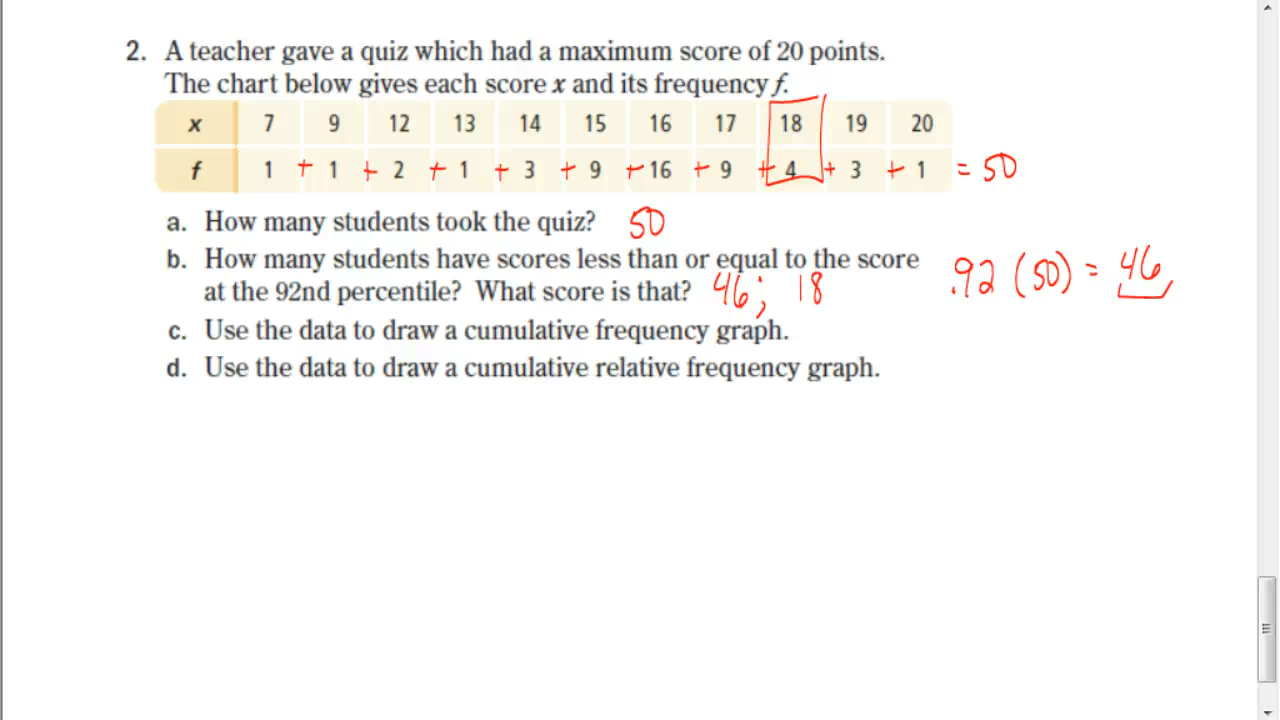 2. A teacher gave a quiz which had a maximum score of 20 points.
The chart below gives each score x and its frequency f.
x 7 9 12 13 14 15 16 17 18 19 20
f 1 + 1 + 2 + 1 + 3 + 9 + 16 + 9 + 4 + 3 + 1 = 50
a. How many students took the quiz? 50
b. How many students have scores less than or equal to the score
at the 92nd percentile? What score is that? 46; 18
.92 (50) = 46
c. Use the data to draw a cumulative frequency graph.
d. Use the data to draw a cumulative relative frequency graph.